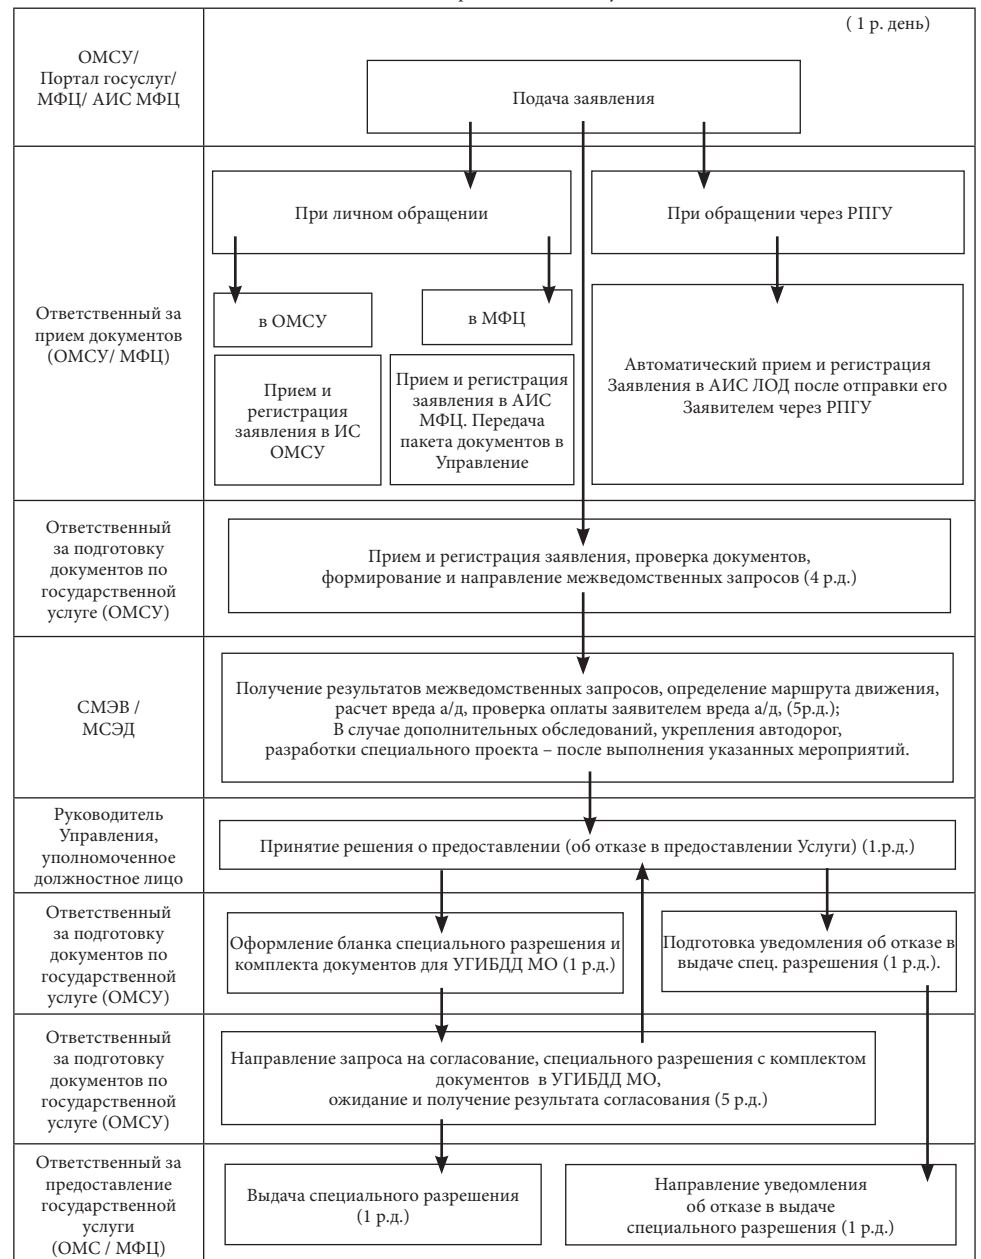 ( 1 р. день)
ОМСУ/
Портал госуслуг/
МФЦ/ АИС МФЦ
Подача заявления
Ответственный за
прием документов
(ОМСУ/ МФЦ)
При личном обращении
При обращении через РПГУ
в ОМСУ
в МФЦ
Прием и
регистрация
заявления в ИС
ОМСУ
Прием и регистрация
заявления в АИС
МФЦ. Передача
пакета документов в
Управление
Автоматический прием и регистрация
Заявления в АИС ЛОД после отправки его
Заявителем через РПГУ
Ответственный
за подготовку
документов по
государственной
услуге (ОМСУ)
Прием и регистрация заявления, проверка документов,
формирование и направление межведомственных запросов (4 р.д.)
СМЭВ /
МСЭД
Получение результатов межведомственных запросов, определение маршрута движения,
расчет вреда а/д, проверка оплаты заявителем вреда а/д, (5р.д.);
В случае дополнительных обследований, укрепления автодорог,
разработки специального проекта – после выполнения указанных мероприятий.
Руководитель
Управления,
уполномоченное
должностное лицо
Принятие решения о предоставлении (об отказе в предоставлении Услуги) (1.р.д.)
Ответственный
за подготовку
документов по
государственной
услуге (ОМСУ)
Оформление бланка специального разрешения и
комплекта документов для УГИБДД МО (1 р.д.)
Подготовка уведомления об отказе в
выдаче спец. разрешения (1 р.д.).
Ответственный
за подготовку
документов по
государственной
услуге (ОМСУ)
Направление запроса на согласование, специального разрешения с комплектом
документов в УГИБДД МО,
ожидание и получение результата согласования (5 р.д.)
Ответственный за
предоставление
государственной
услуги
(ОМС / МФЦ)
Выдача специального разрешения
(1 р.д.)
Направление уведомления
об отказе в выдаче
специального разрешения (1 р.д.)